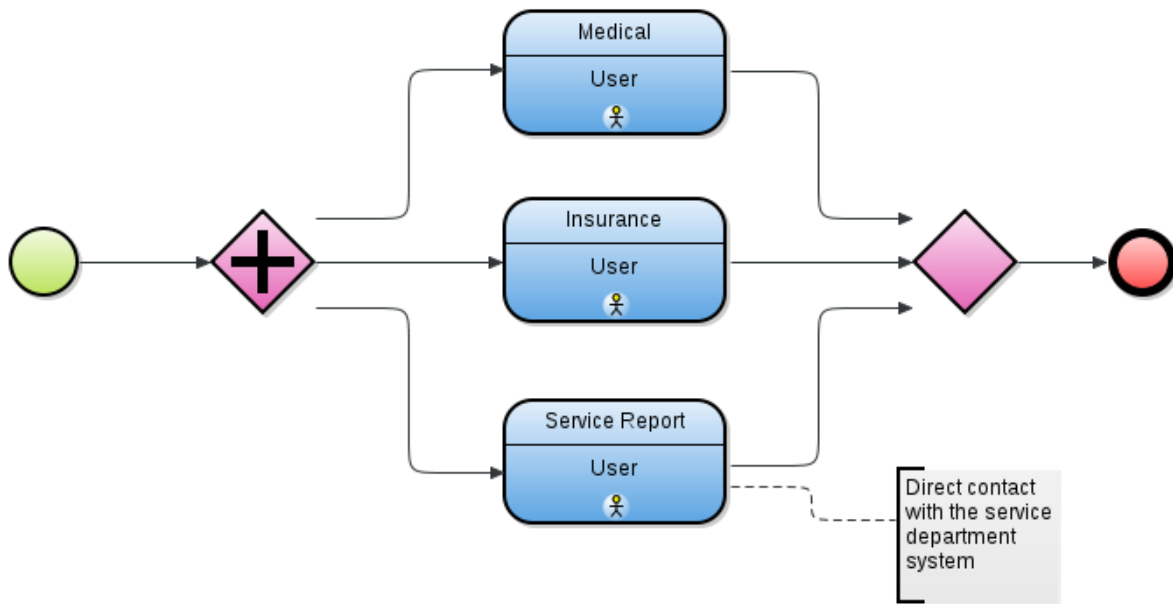 Medical
User
Insurance
User
Service Report
User
Direct contact
with the service
department
system